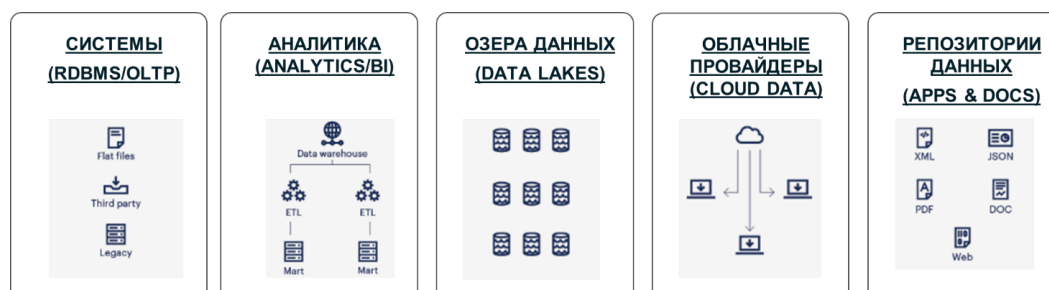 СИСТЕМЫ
(RDBMS/OLTP)
Flat files
Third party
Legacy
АНАЛИТИКА
(ANALYTICS/BI)
Data warehouse
ETL
ETL
Mart
Mart
ОЗЕРА ДАННЫХ
(DATA LAKES)
ОБЛАЧНЫЕ
ПРОВАЙДЕРЫ
(CLOUD DATA)
РЕПОЗИТОРИИ
ДАННЫХ
(APPS & DOCS)
XML
JSON
PDF
DOC
Web